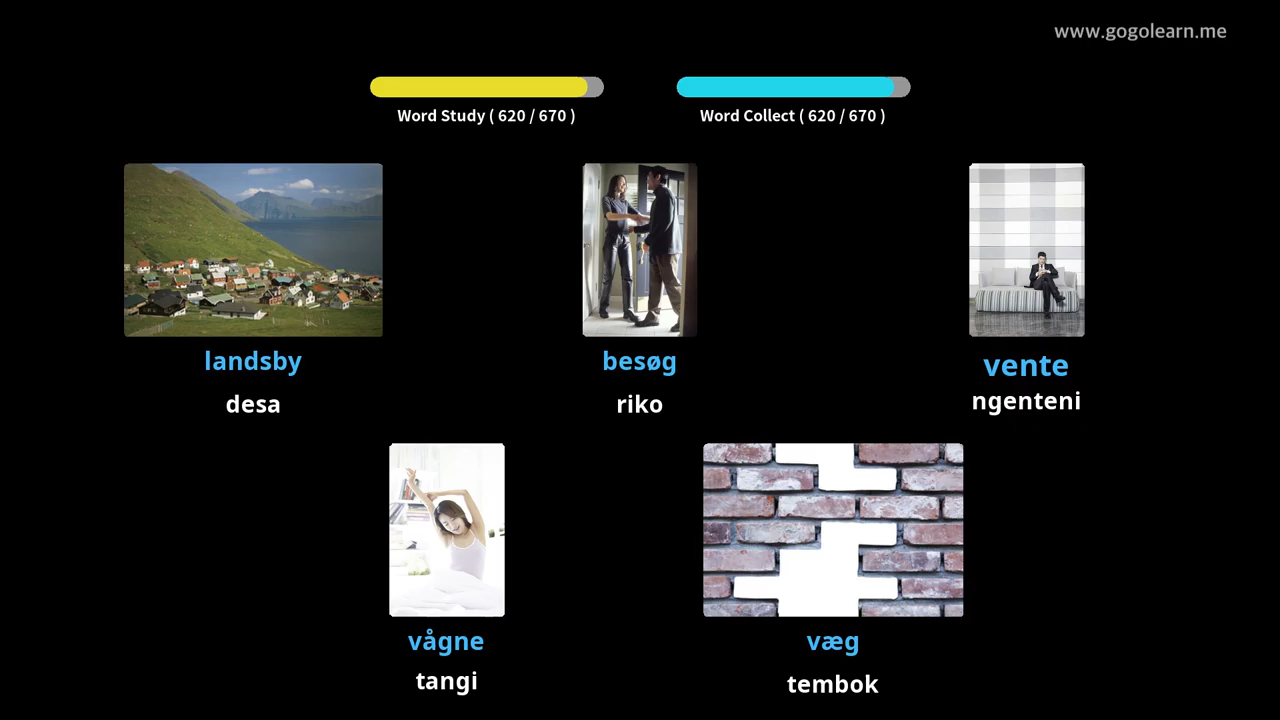 www.gogolearn.me
Word Study ( 620 / 670 )
Word Collect ( 620 / 670 )
landsby
besøg
vente
desa
riko
ngenteni
vågne
væg
tangi
tembok